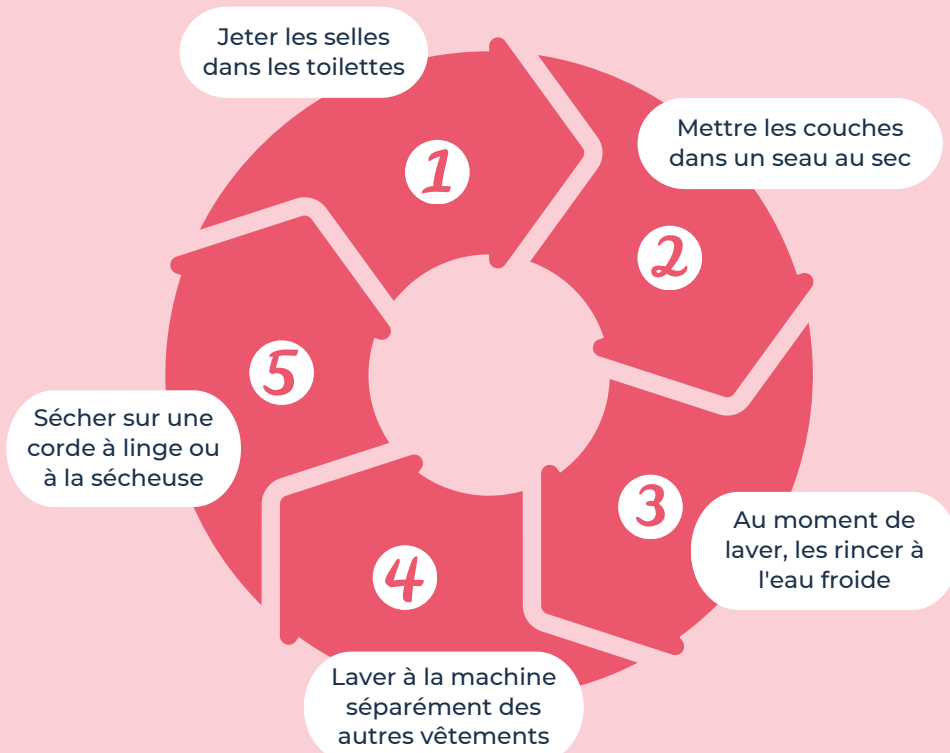 Jeter les selles
dans les toilettes
1
Mettre les couches
dans un seau au sec
2
3
Au moment de
laver, les rincer à
l'eau froide
4
Laver à la machine
séparément des
autres vêtements
5
Sécher sur une
corde à linge ou
à la sécheuse